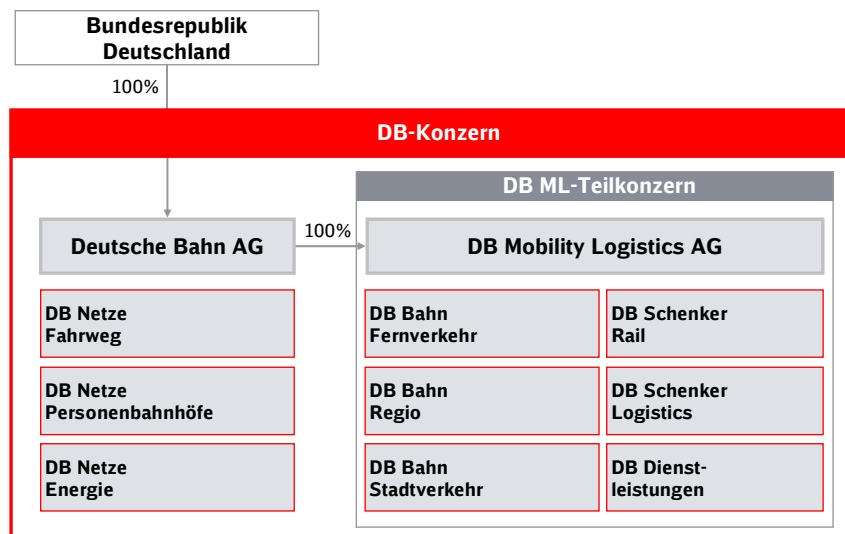 Bundesrepublik
Deutschland
100%
DB-Konzern
DB ML-Teilkonzern
Deutsche Bahn AG
100%
DB Mobility Logistics AG
DB Netze
Fahrweg
DB Bahn
Fernverkehr
DB Schenker
Rail
DB Netze
Personenbahnhöfe
DB Bahn
Regio
DB Schenker
Logistics
DB Netze
Energie
DB Bahn
Stadtverkehr
DB Dienst-
leistungen